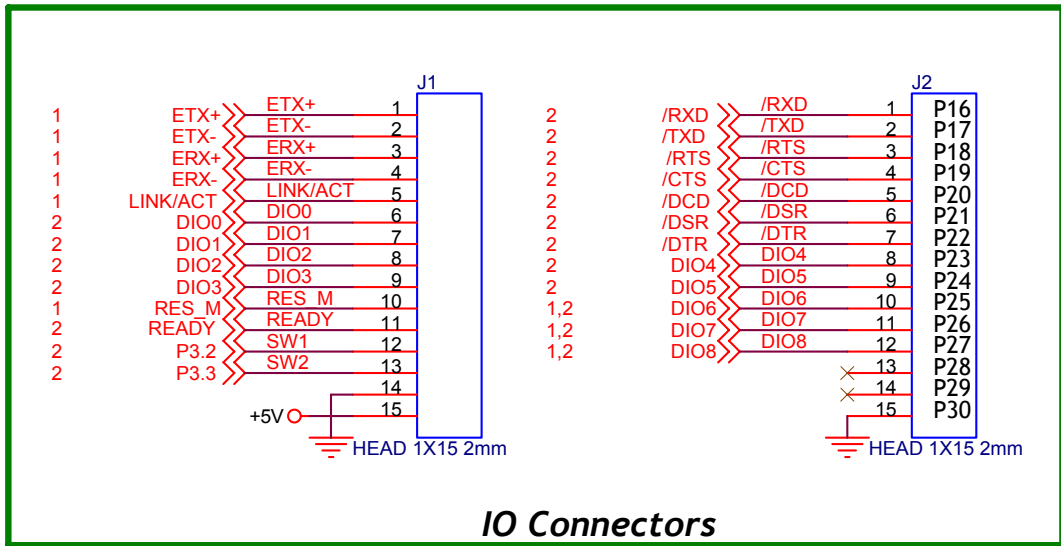 J1
1 ETX+ ETX+ 1
1 ETX- ETX- 2
1 ERX+ ERX+ 3
1 ERX- ERX- 4
1 LINK/ACT LINK/ACT 5
2 DIO0 DIO0 6
2 DIO1 DIO1 7
2 DIO2 DIO2 8
2 DIO3 DIO3 9
1 RES_M RES_M 10
2 READY READY 11
2 P3.2 SW1 12
2 P3.3 SW2 13
14
+5V 15
HEAD 1X15 2mm
J2
2 /RXD /RXD 1 P16
2 /TXD /TXD 2 P17
2 /RTS /RTS 3 P18
2 /CTS /CTS 4 P19
2 /DCD /DCD 5 P20
2 /DSR /DSR 6 P21
2 /DTR /DTR 7 P22
2 DIO4 DIO4 8 P23
2 DIO5 DIO5 9 P24
1,2 DIO6 DIO6 10 P25
1,2 DIO7 DIO7 11 P26
1,2 DIO8 DIO8 12 P27
13 P28
14 P29
15 P30
HEAD 1X15 2mm
IO Connectors